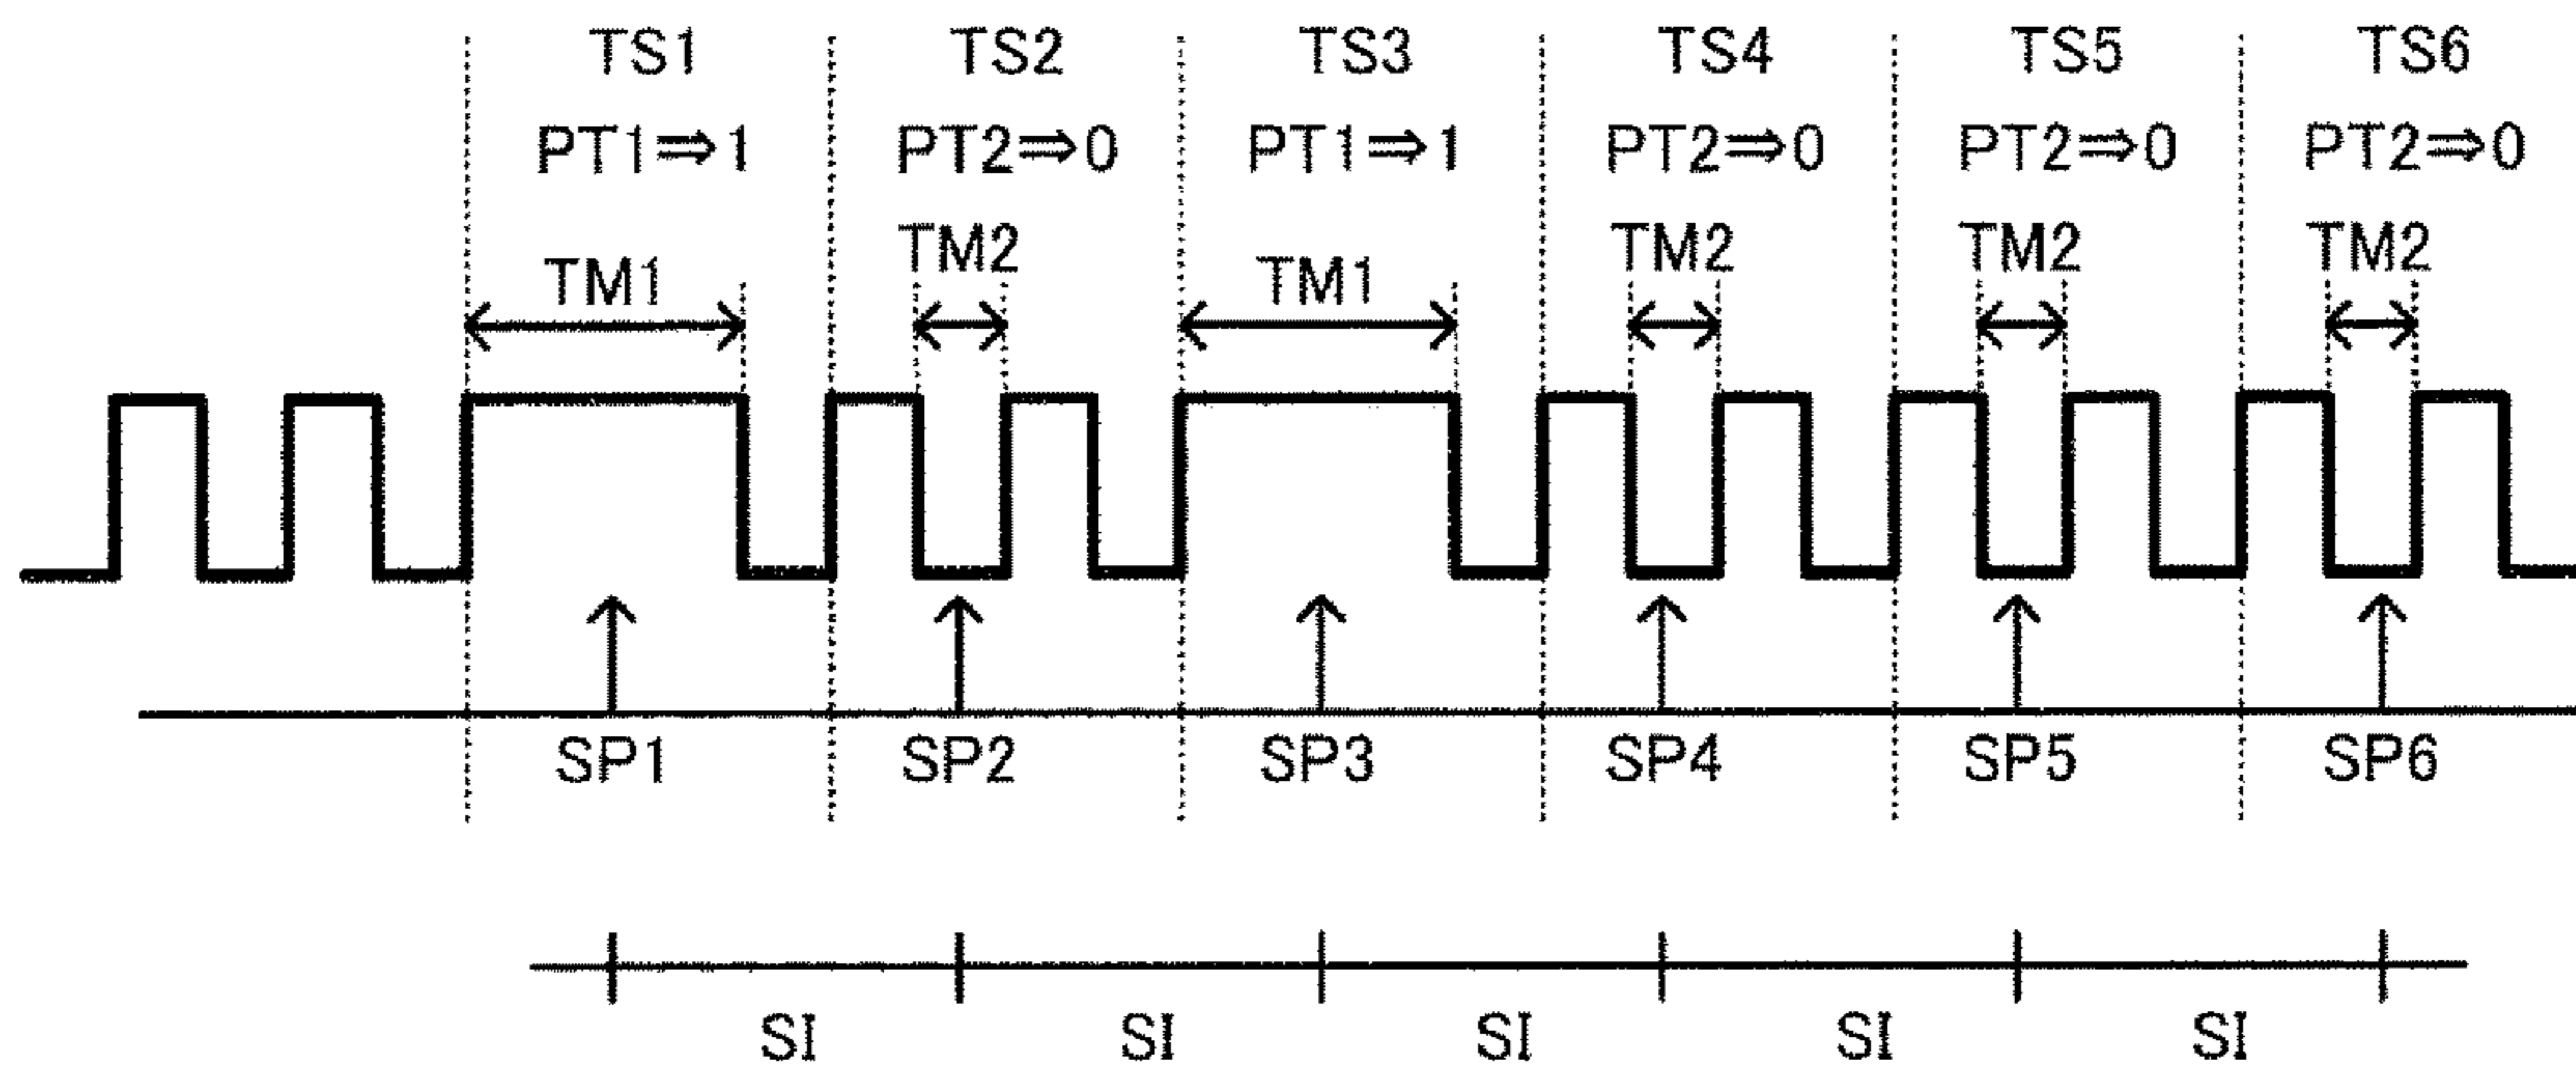 TS1 TS2 TS3 TS4 TS5 TS6
PT1⇒1 PT2⇒0 PT1⇒1 PT2⇒0 PT2⇒0 PT2⇒0
TM1 TM2 TM1 TM2 TM2 TM2
SP1 SP2 SP3 SP4 SP5 SP6
SI SI SI SI SI